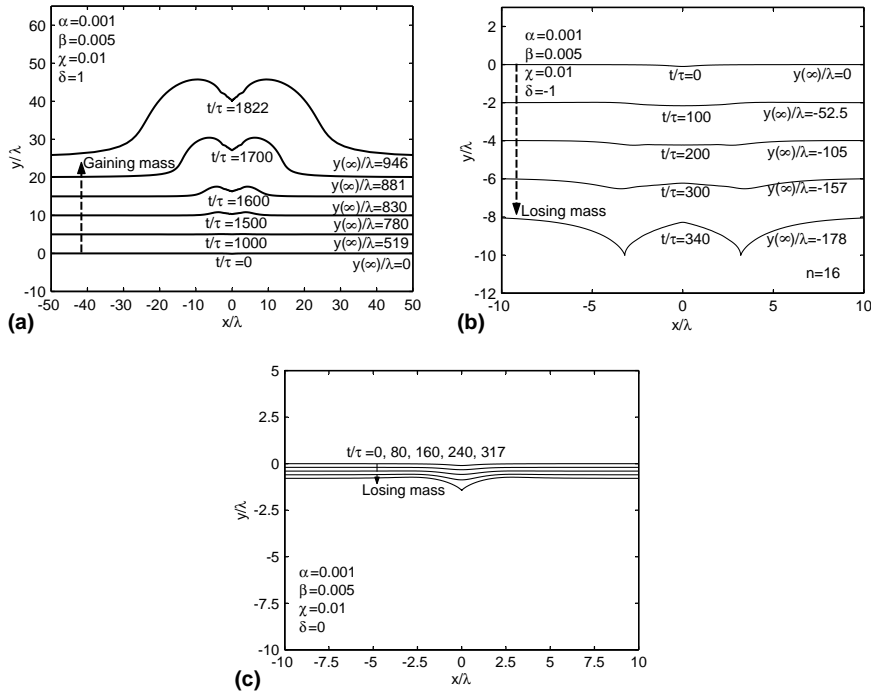 60
50
40
30
20
10
0
-10
y/λ
α=0.001
β=0.005
χ=0.01
δ=1
t/τ=1822
Gaining mass
t/τ=1700
y(∞)/λ=946
y(∞)/λ=881
t/τ=1600
y(∞)/λ=830
t/τ=1500
y(∞)/λ=780
t/τ=1000
y(∞)/λ=519
t/τ=0
y(∞)/λ=0
-50 -40 -30 -20 -10 0 10 20 30 40 50
x/λ
(a)
2
0
-2
-4
-6
-8
-10
-12
y/λ
α=0.001
β=0.005
χ=0.01
δ=-1
t/τ=0
y(∞)/λ=0
t/τ=100
y(∞)/λ=-52.5
t/τ=200
y(∞)/λ=-105
t/τ=300
y(∞)/λ=-157
Losing mass
t/τ=340
y(∞)/λ=-178
n=16
-10 -5 0 5 10
x/λ
(b)
5
2.5
0
-2.5
-5
-7.5
-10
y/λ
t/τ=0, 80, 160, 240, 317
Losing mass
α=0.001
β=0.005
χ=0.01
δ=0
-10 -7.5 -5 -2.5 0 2.5 5 7.5 10
x/λ
(c)